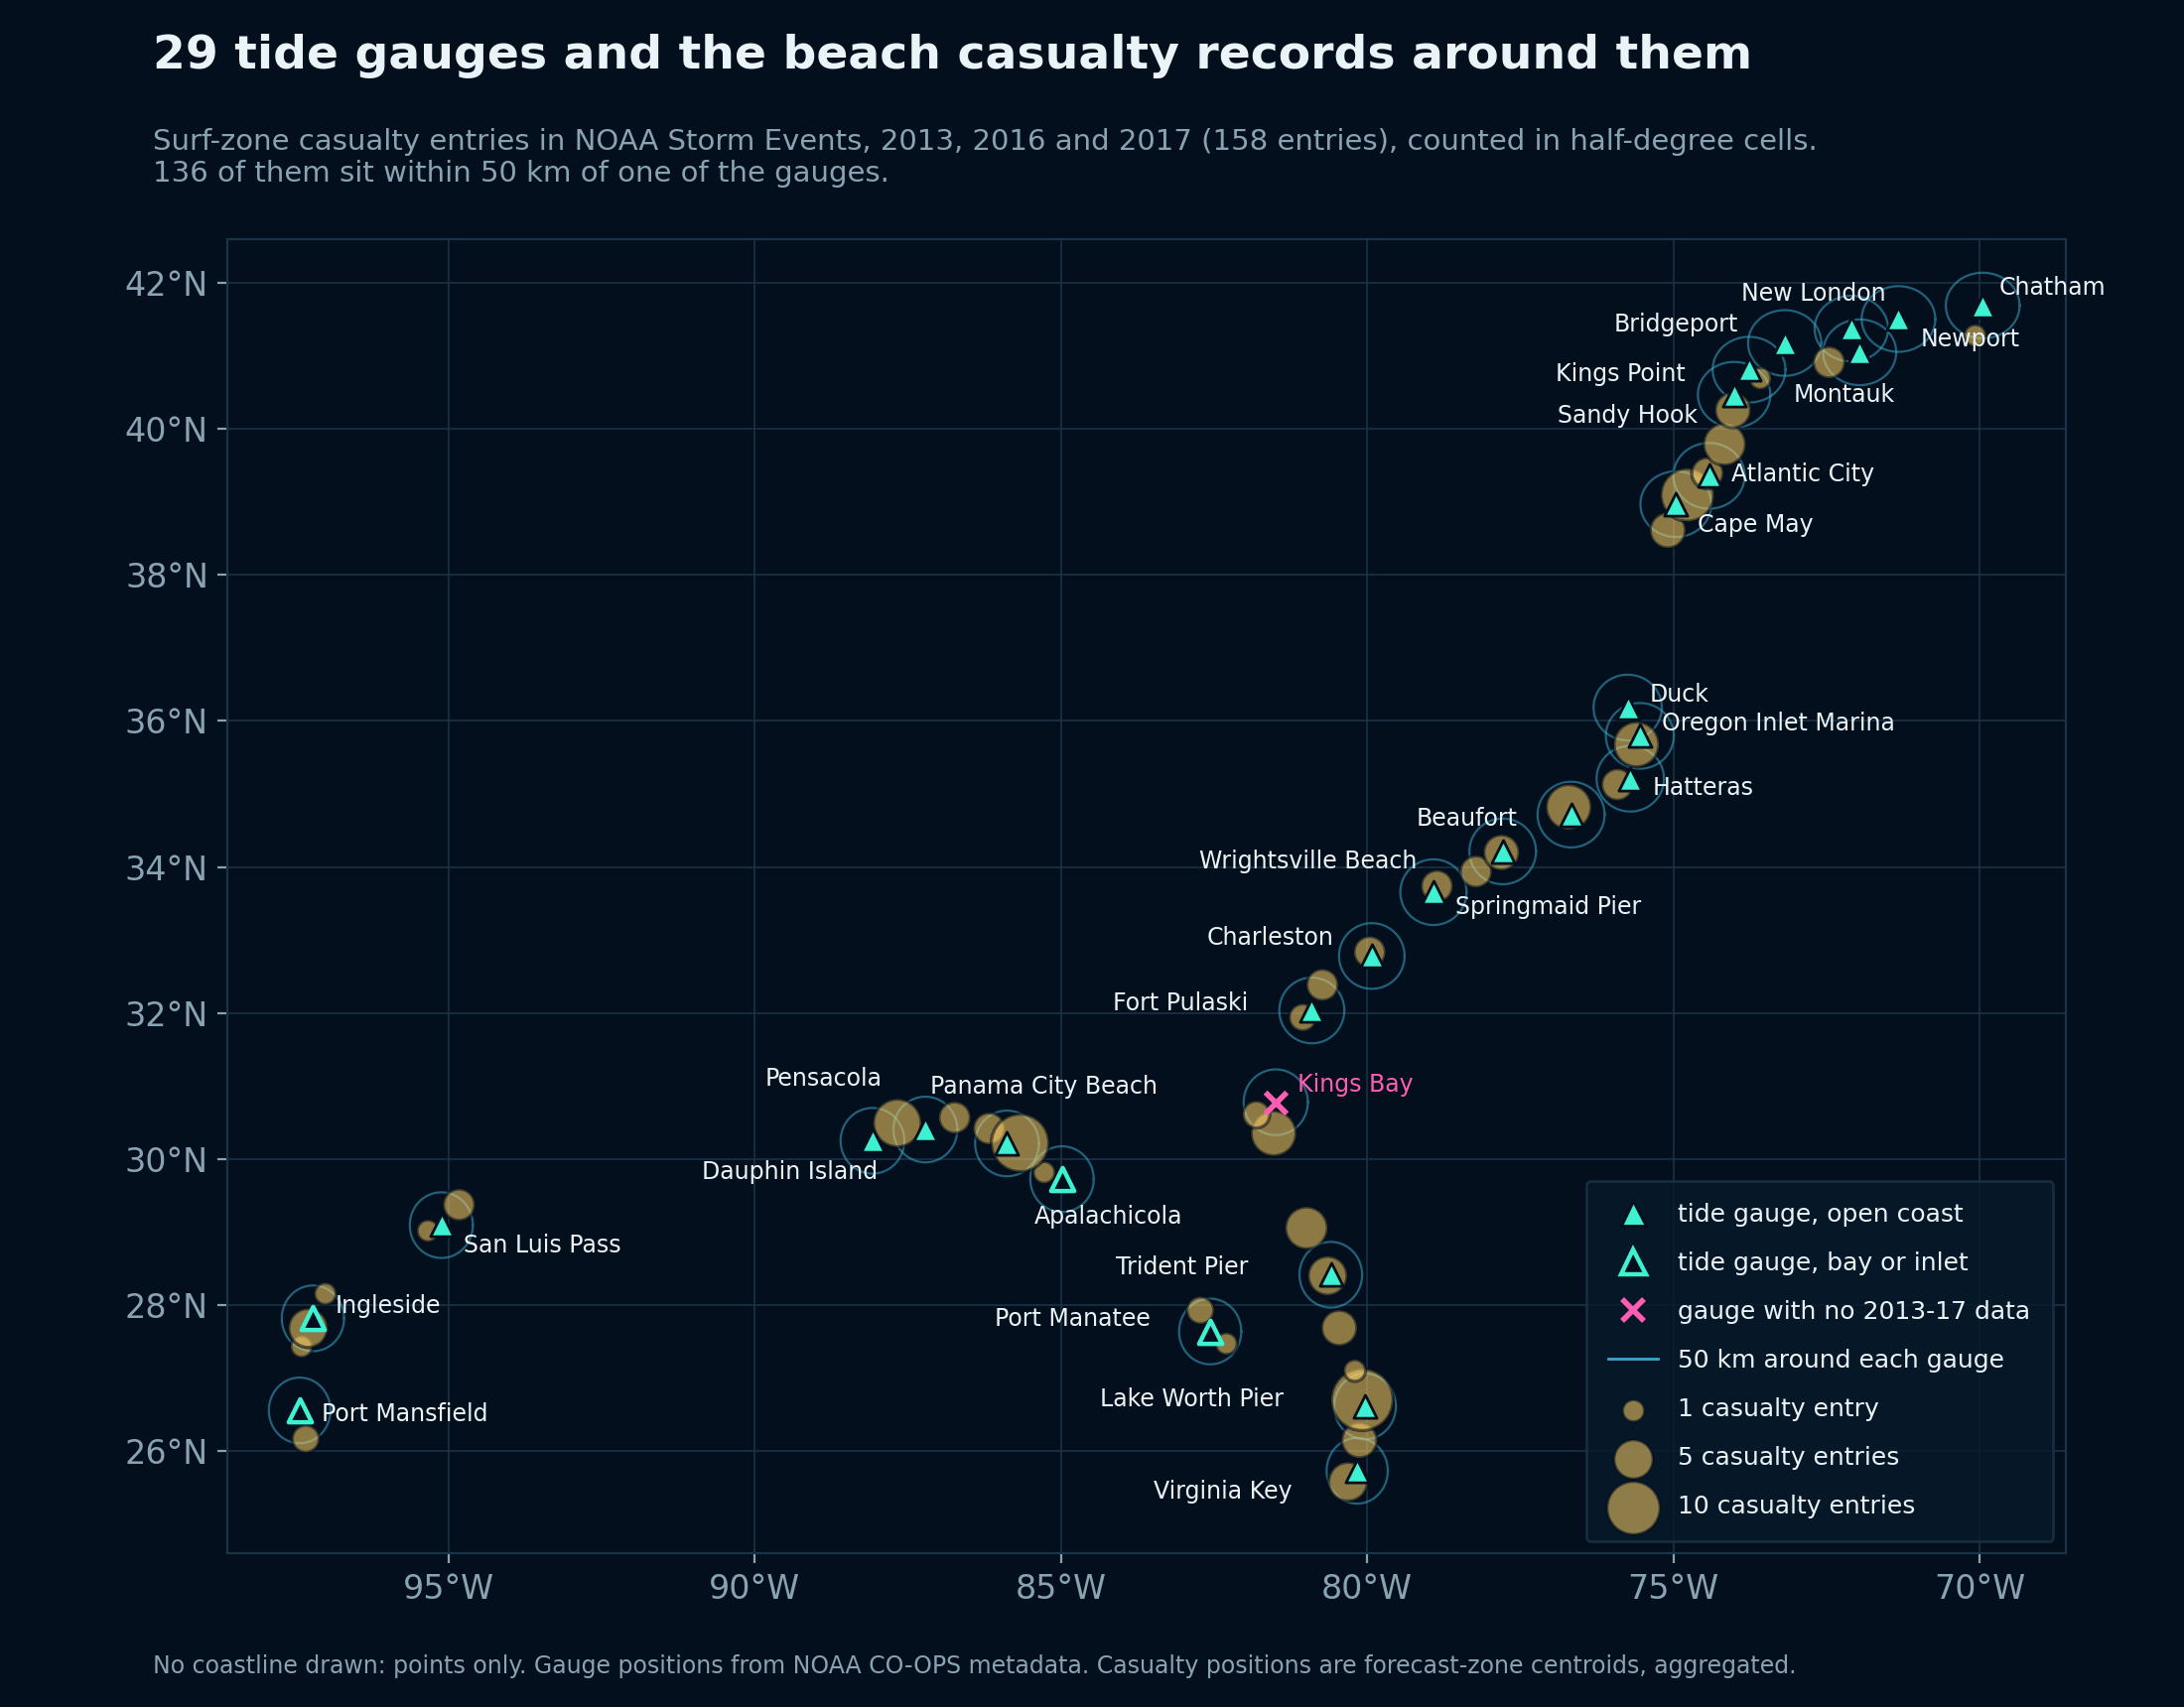 29 tide gauges and the beach casualty records around them
Surf-zone casualty entries in NOAA Storm Events, 2013, 2016 and 2017 (158 entries), counted in half-degree cells.
136 of them sit within 50 km of one of the gauges.
42°N
40°N
38°N
36°N
34°N
32°N
30°N
28°N
26°N
Chatham
New London
Bridgeport
Newport
Kings Point
Montauk
Sandy Hook
Atlantic City
Cape May
Duck
Oregon Inlet Marina
Hatteras
Beaufort
Wrightsville Beach
Springmaid Pier
Charleston
Fort Pulaski
Pensacola
Panama City Beach
Kings Bay
Dauphin Island
Apalachicola
San Luis Pass
Trident Pier
Ingleside
Port Manatee
Lake Worth Pier
Port Mansfield
Virginia Key
tide gauge, open coast
tide gauge, bay or inlet
gauge with no 2013-17 data
50 km around each gauge
1 casualty entry
5 casualty entries
10 casualty entries
95°W
90°W
85°W
80°W
75°W
70°W
No coastline drawn: points only. Gauge positions from NOAA CO-OPS metadata. Casualty positions are forecast-zone centroids, aggregated.